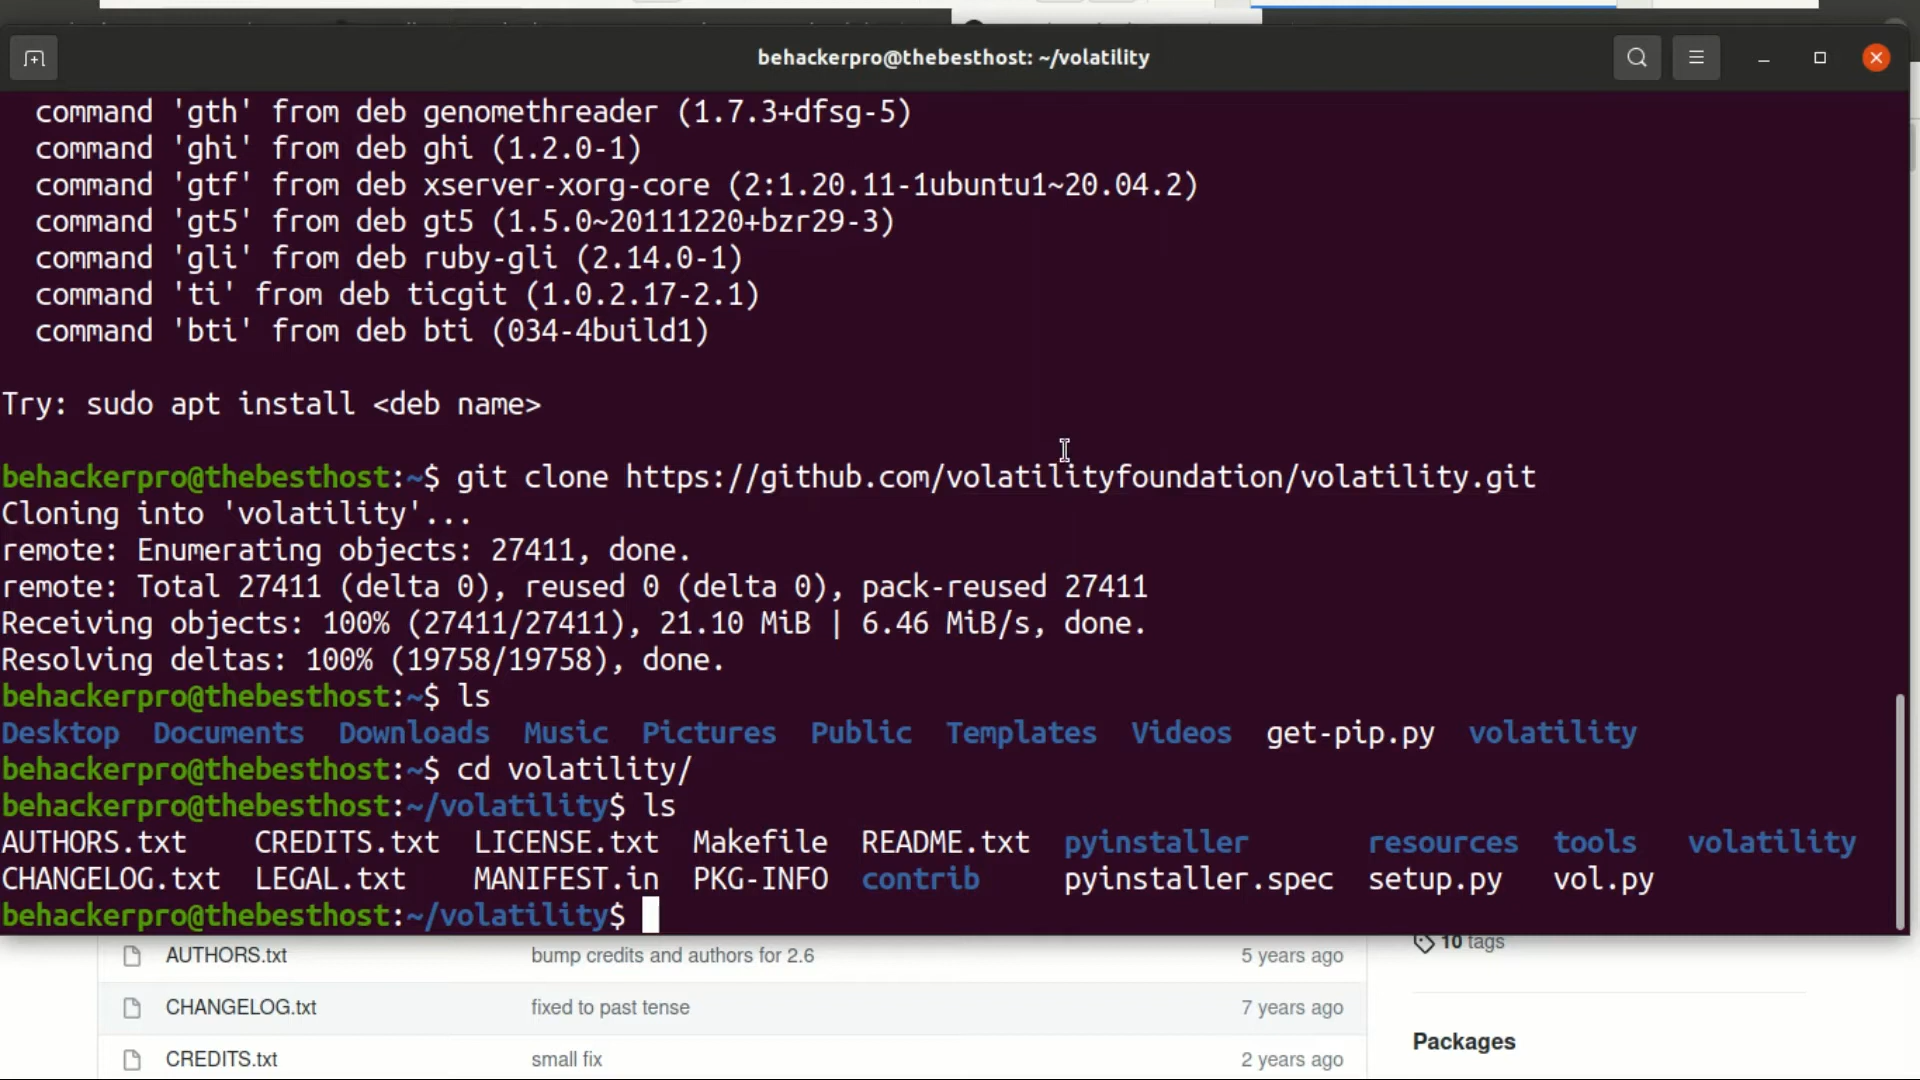 behackerpro@thebesthost: ~/volatility
command 'gth' from deb genomethreader (1.7.3+dfsg-5)
command 'ghi' from deb ghi (1.2.0-1)
command 'gtf' from deb xserver-xorg-core (2:1.20.11-1ubuntu1~20.04.2)
command 'gt5' from deb gt5 (1.5.0~20111220+bzr29-3)
command 'gli' from deb ruby-gli (2.14.0-1)
command 'ti' from deb ticgit (1.0.2.17-2.1)
command 'bti' from deb bti (034-4build1)
Try: sudo apt install <deb name>
behackerpro@thebesthost:~$ git clone https://github.com/volatilityfoundation/volatility.git
Cloning into 'volatility'...
remote: Enumerating objects: 27411, done.
remote: Total 27411 (delta 0), reused 0 (delta 0), pack-reused 27411
Receiving objects: 100% (27411/27411), 21.10 MiB | 6.46 MiB/s, done.
Resolving deltas: 100% (19758/19758), done.
behackerpro@thebesthost:~$ ls
Desktop Documents Downloads Music Pictures Public Templates Videos get-pip.py volatility
behackerpro@thebesthost:~$ cd volatility/
behackerpro@thebesthost:~/volatility$ ls
AUTHORS.txt CREDITS.txt LICENSE.txt Makefile README.txt pyinstaller resources tools volatility
CHANGELOG.txt LEGAL.txt MANIFEST.in PKG-INFO contrib pyinstaller.spec setup.py vol.py
behackerpro@thebesthost:~/volatility$
AUTHORS.txt bump credits and authors for 2.6 5 years ago
10 tags
CHANGELOG.txt fixed to past tense 7 years ago
Packages
CREDITS.txt small fix 2 years ago